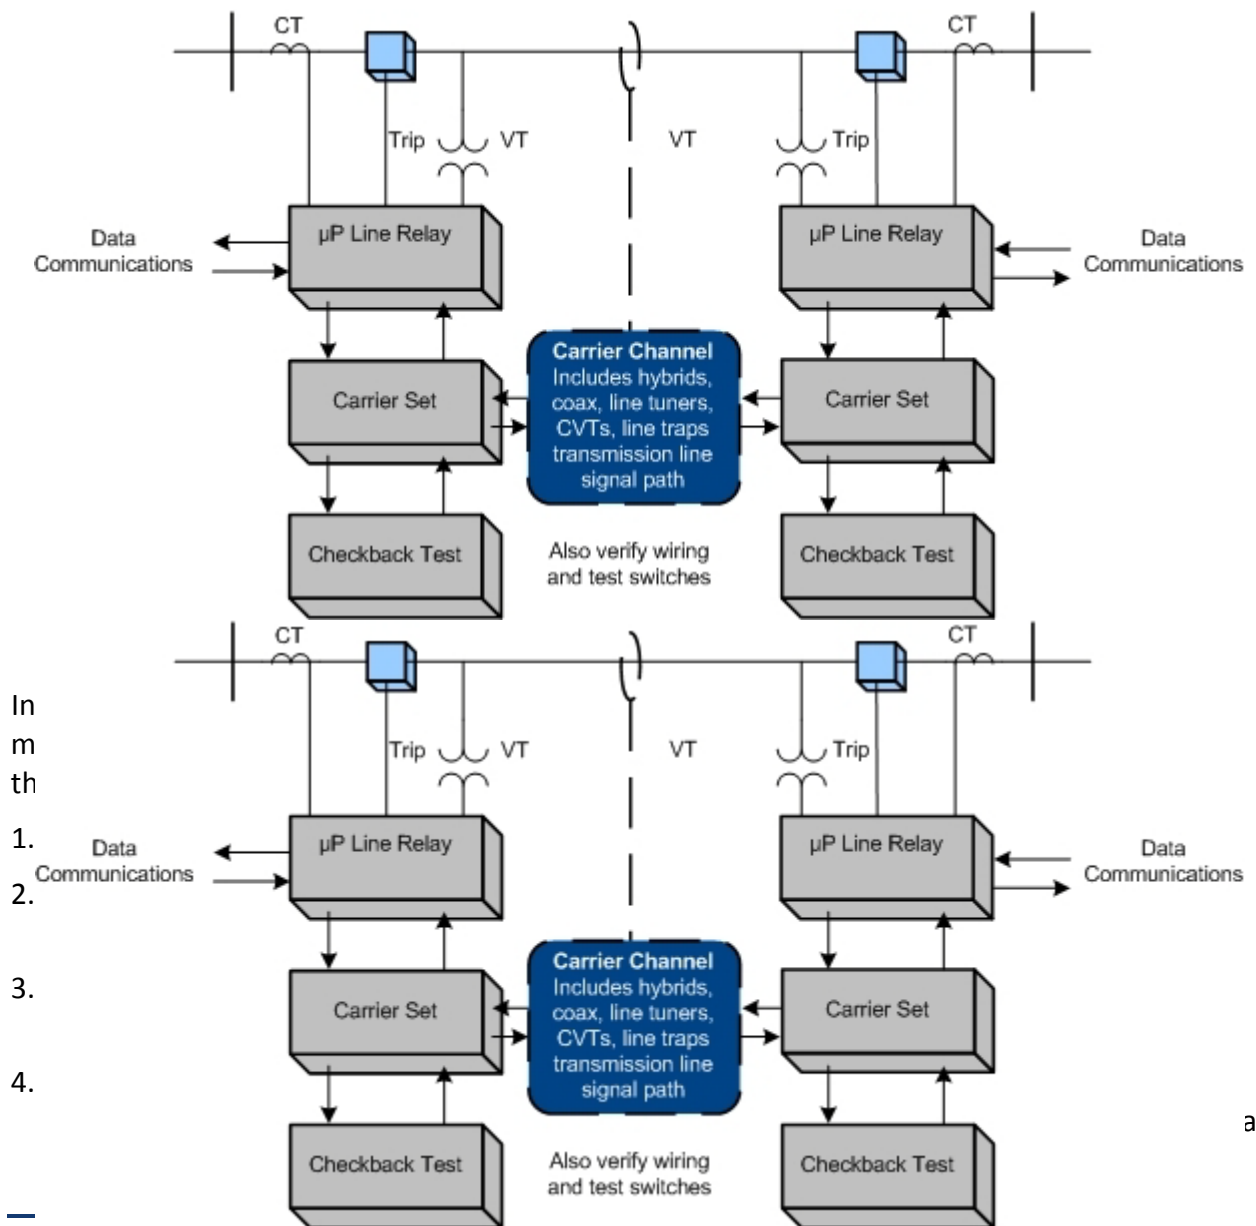 CT
CT
Trip
VT
VT
Trip
Data
Communications
µP Line Relay
µP Line Relay
Data
Communications
Carrier Set
Carrier Channel
Includes hybrids,
coax, line tuners,
CVTs, line traps
transmission line
signal path
Carrier Set
Checkback Test
Also verify wiring
and test switches
Checkback Test
CT
CT
In
m
th
Trip
VT
VT
Trip
1.
Data
Communications
µP Line Relay
µP Line Relay
Data
Communications
2.
3.
Carrier Set
Carrier Channel
Includes hybrids,
coax, line tuners,
CVTs, line traps
transmission line
signal path
Carrier Set
4.
a
Checkback Test
Also verify wiring
and test switches
Checkback Test